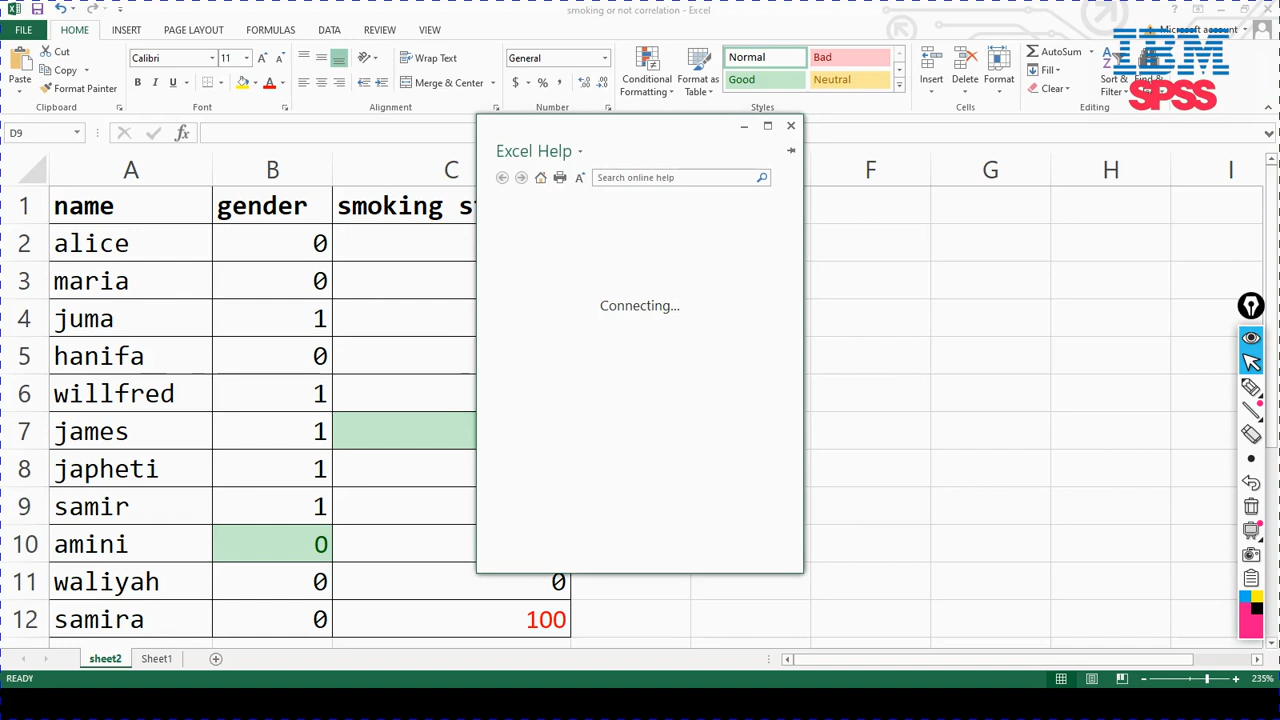 smoking or not correlation - Excel
FILE HOME INSERT PAGE LAYOUT FORMULAS DATA REVIEW VIEW Microsoft account
Paste
Cut
Copy
Format Painter
Clipboard
Calibri 11
B I U
Font
Alignment
General
%
Number
Conditional Formatting
Format as Table
Normal Bad
Good Neutral
Styles
Insert Delete Format
Cells
AutoSum
Fill
Clear
Sort &
Filter
Find &
Editing
IBM
SPSS
D9 fx
Excel Help
Search online help
Connecting...
A B C F G H I
1 name gender smoking
2 alice 0
3 maria 0
4 juma 1
5 hanifa 0
6 willfred 1
7 james 1
8 japheti 1
9 samir 1
10 amini 0
11 waliyah 0 0
12 samira 0 100
sheet2 Sheet1
READY 235%